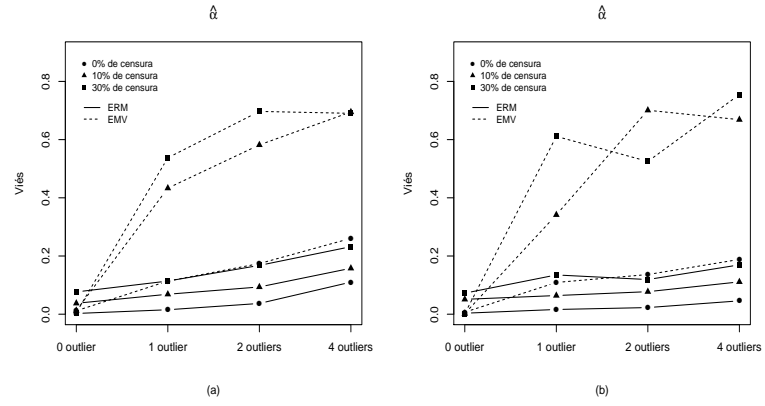 α̂
0% de censura
10% de censura
30% de censura
ERM
EMV
Viés
0.0
0.2
0.4
0.6
0.8
0 outlier
1 outlier
2 outliers
4 outliers
(a)
α̂
0% de censura
10% de censura
30% de censura
ERM
EMV
Viés
0.0
0.2
0.4
0.6
0.8
0 outlier
1 outlier
2 outliers
4 outliers
(b)